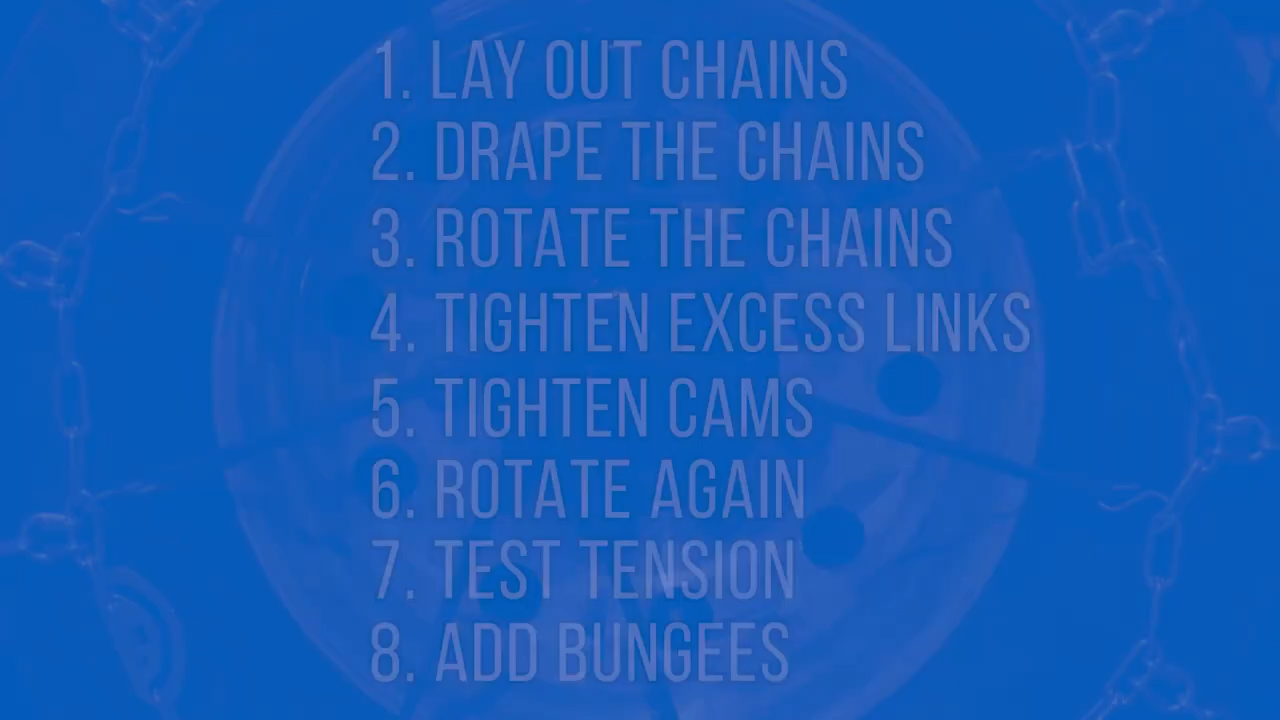 1. LAY OUT CHAINS
2. DRAPE THE CHAINS
3. ROTATE THE CHAINS
4. TIGHTEN EXCESS LINKS
5. TIGHTEN CAMS
6. ROTATE AGAIN
7. TEST TENSION
8. ADD BUNGEES